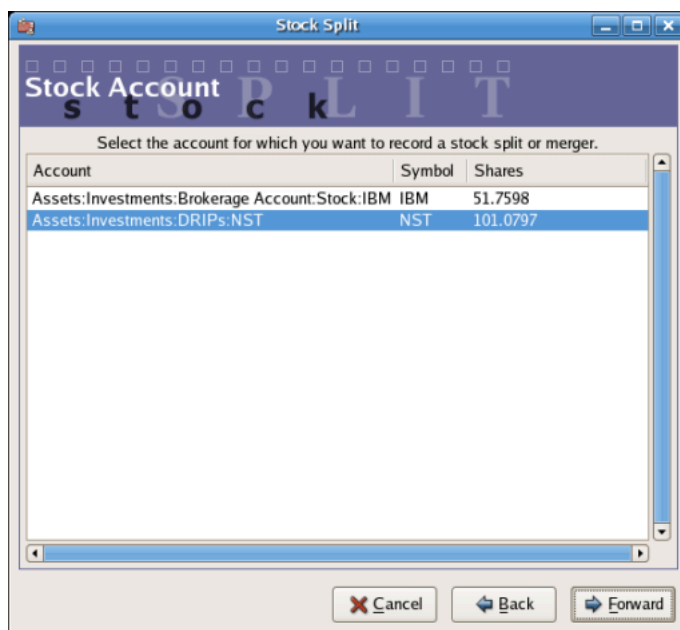 Stock Split
Stock Account
S P L I T
s t o c k
Select the account for which you want to record a stock split or merger.
Account Symbol Shares
Assets:Investments:Brokerage Account:Stock:IBM IBM 51.7598
Assets:Investments:DRIPs:NST NST 101.0797
Cancel Back Forward